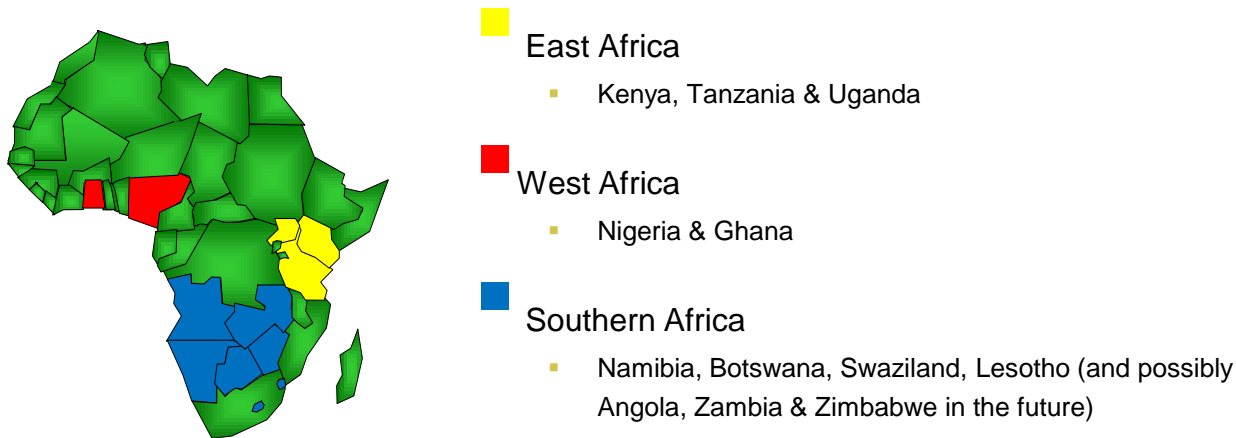 East Africa
Kenya, Tanzania & Uganda
West Africa
Nigeria & Ghana
Southern Africa
Namibia, Botswana, Swaziland, Lesotho (and possibly
Angola, Zambia & Zimbabwe in the future)